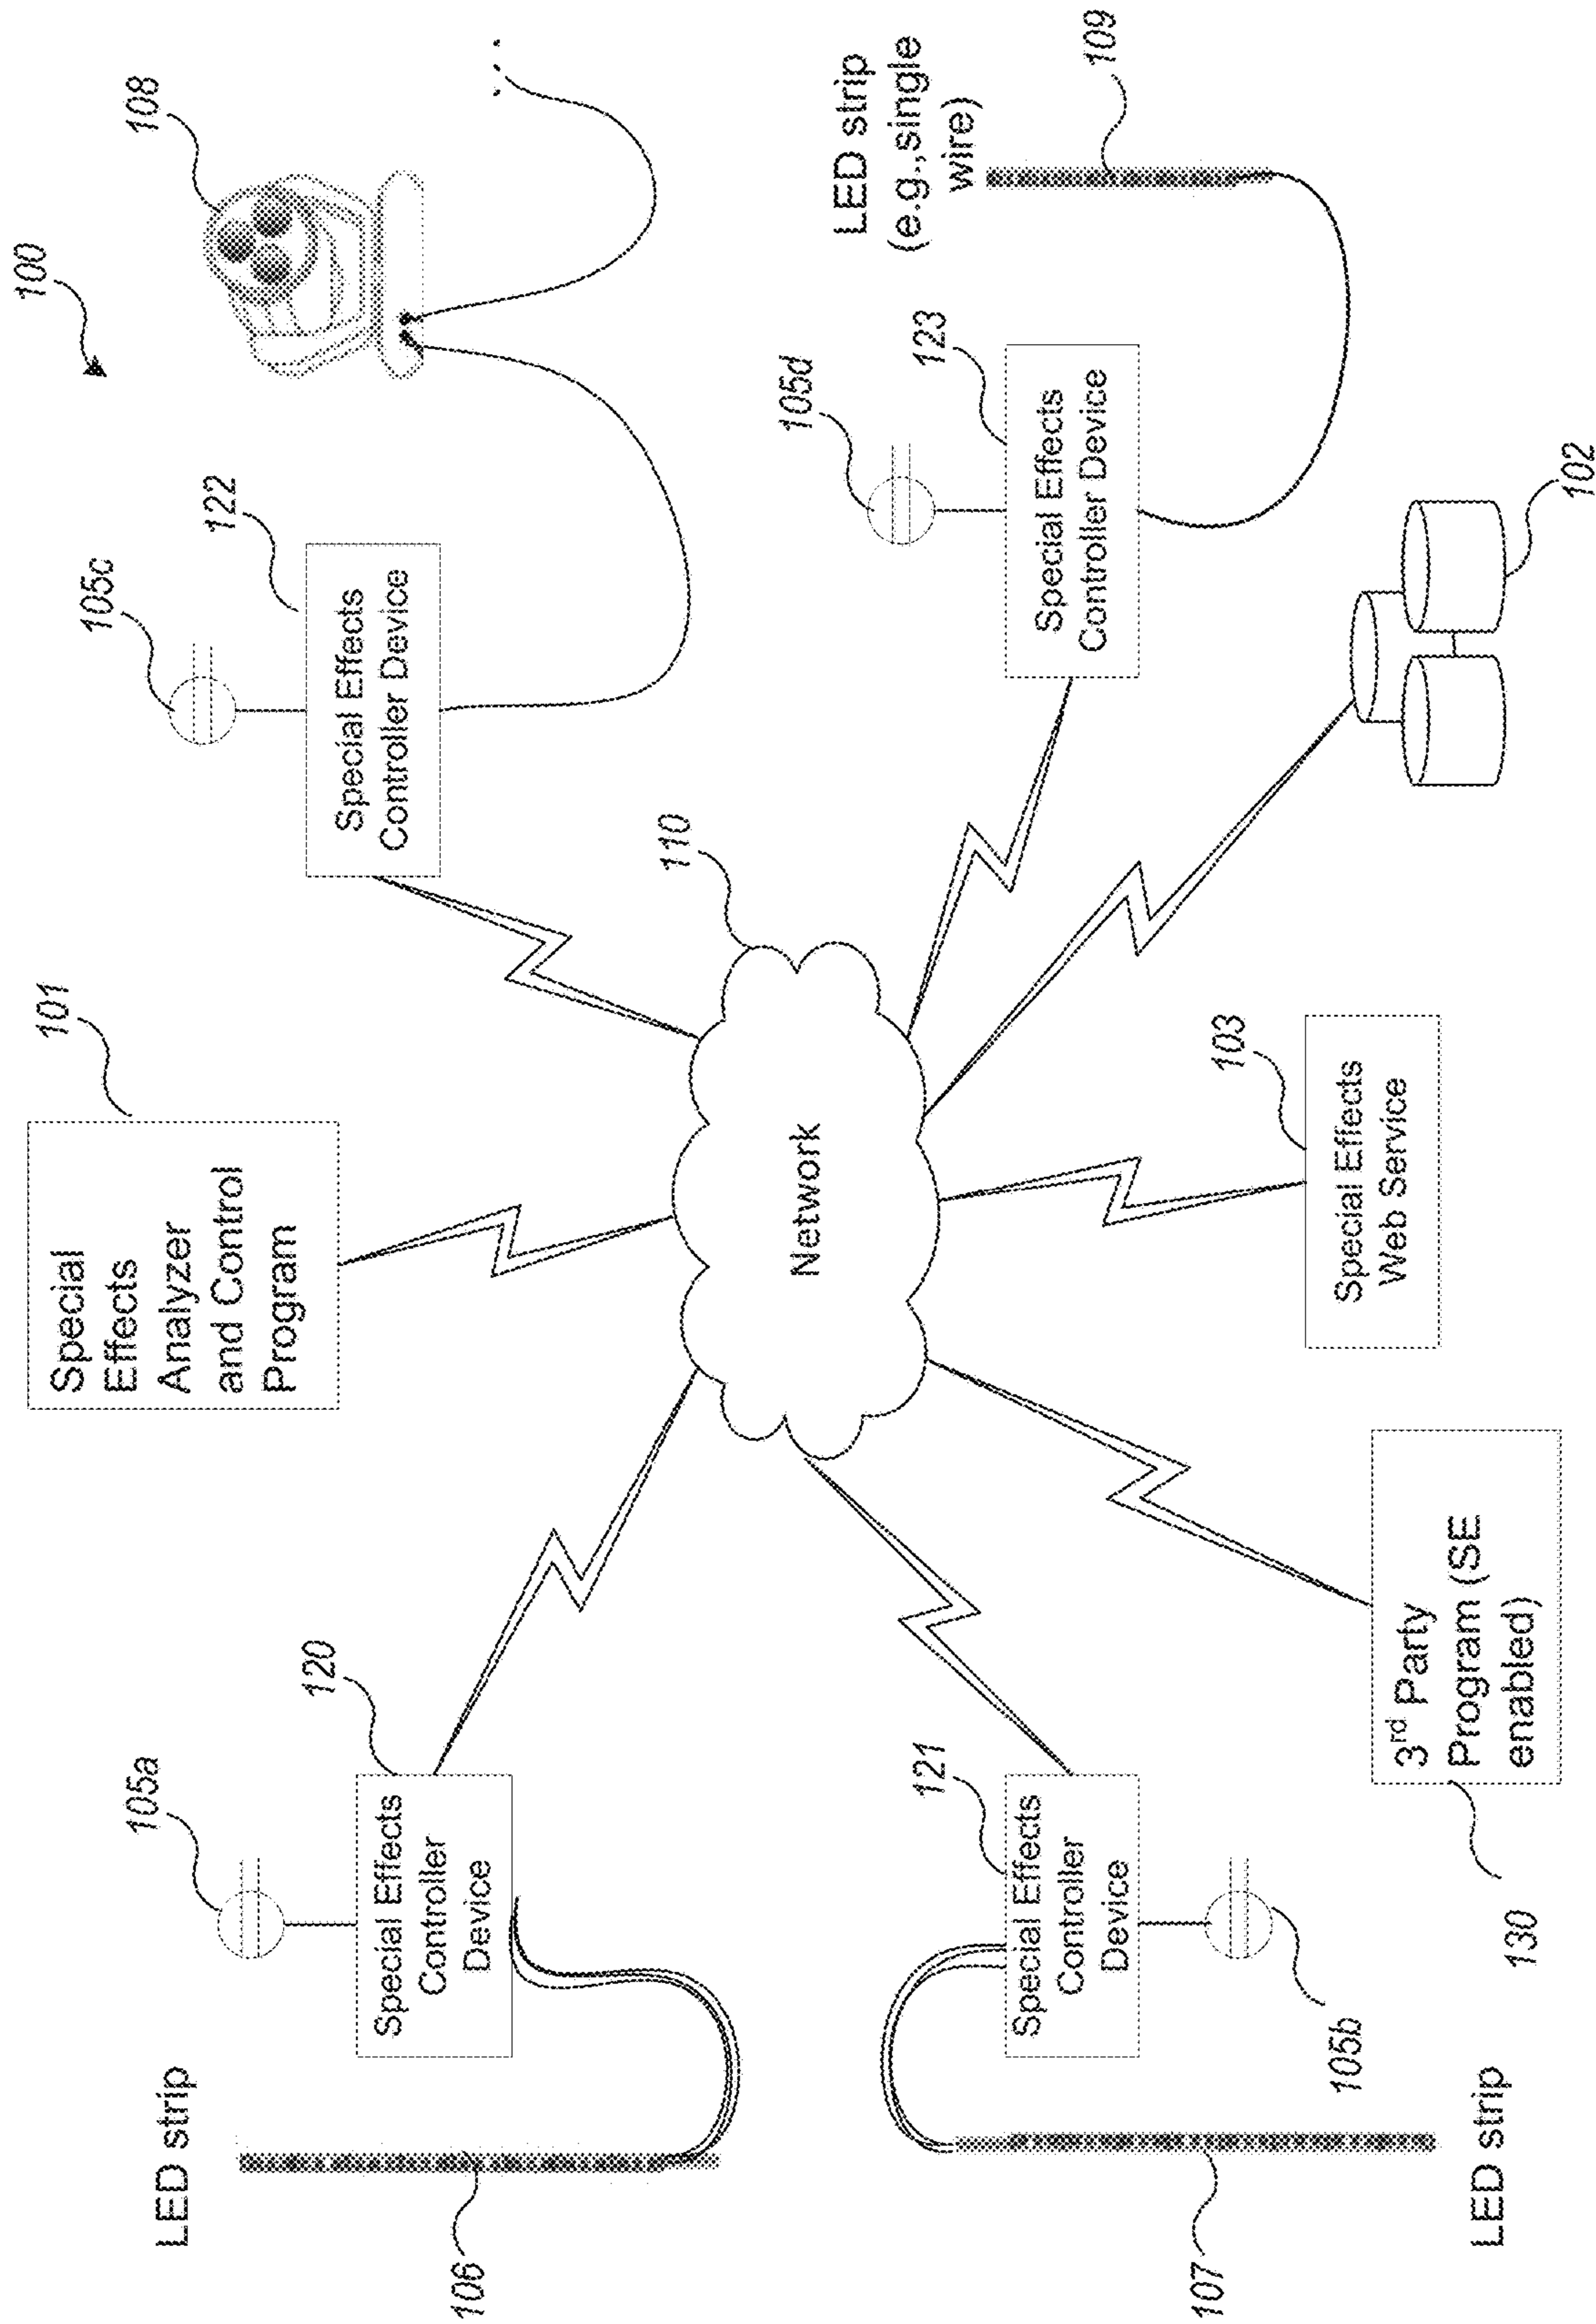 100
LED strip
106
105a
120
Special Effects
Controller
Device
101
Special
Effects
Analyzer
and Control
Program
105c
122
Special Effects
Controller Device
108
110
Network
LED strip
107
121
Special Effects
Controller
Device
105b
130
3rd Party
Program (SE
enabled)
103
Special Effects
Web Service
102
105d
123
Special Effects
Controller Device
LED strip
(e.g.,single
wire)
109